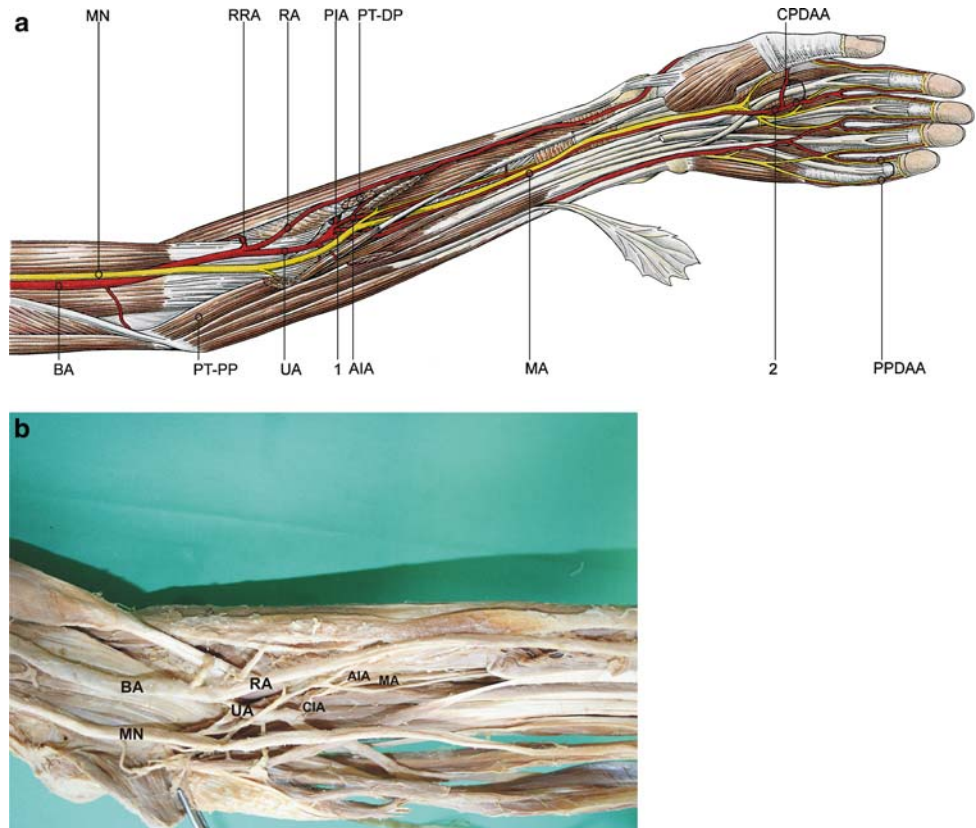 a
MN RRA RA PIA PT-DP CPDAA
BA PT-PP UA 1 AIA MA 2 PPDAA
b
BA RA AIA MA
UA CIA
MN